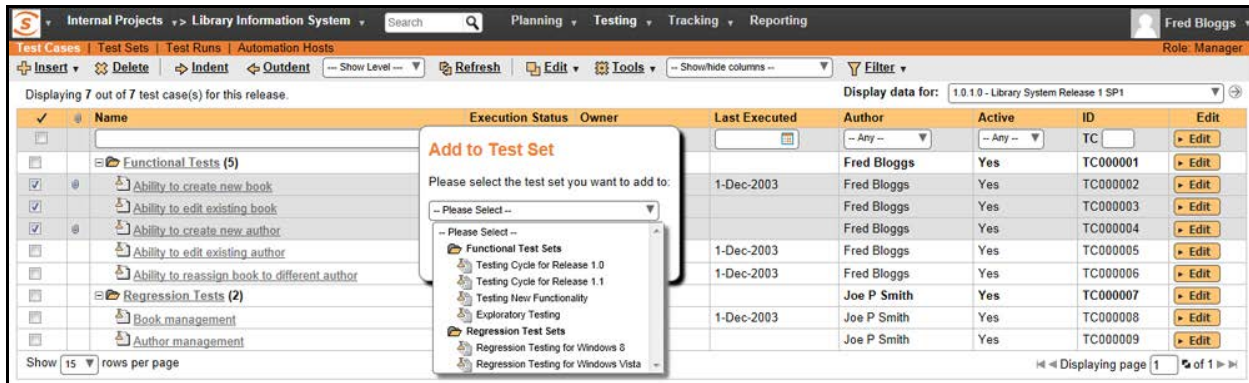 S Internal Projects > Library Information System Search Planning Testing Tracking Reporting Fred Bloggs
Test Cases | Test Sets | Test Runs | Automation Hosts Role: Manager
Insert Delete Indent Outdent -- Show Level -- Refresh Edit Tools -- Show/hide columns -- Filter
Displaying 7 out of 7 test case(s) for this release. Display data for: 1.0.1.0 - Library System Release 1 SP1
Name Execution Status Owner Last Executed Author Active ID Edit
-- Any -- -- Any -- TC Edit
Functional Tests (5) Fred Bloggs Yes TC000001 Edit
Ability to create new book 1-Dec-2003 Fred Bloggs Yes TC000002 Edit
Ability to edit existing book Fred Bloggs Yes TC000003 Edit
Ability to create new author Fred Bloggs Yes TC000004 Edit
Ability to edit existing author 1-Dec-2003 Fred Bloggs Yes TC000005 Edit
Ability to reassign book to different author 1-Dec-2003 Fred Bloggs Yes TC000006 Edit
Regression Tests (2) Joe P Smith Yes TC000007 Edit
Book management 1-Dec-2003 Joe P Smith Yes TC000008 Edit
Author management Joe P Smith Yes TC000009 Edit
Show 15 rows per page Displaying page 1 of 1
Add to Test Set
Please select the test set you want to add to:
-- Please Select --
-- Please Select --
Functional Test Sets
Testing Cycle for Release 1.0
Testing Cycle for Release 1.1
Testing New Functionality
Exploratory Testing
Regression Test Sets
Regression Testing for Windows 8
Regression Testing for Windows Vista